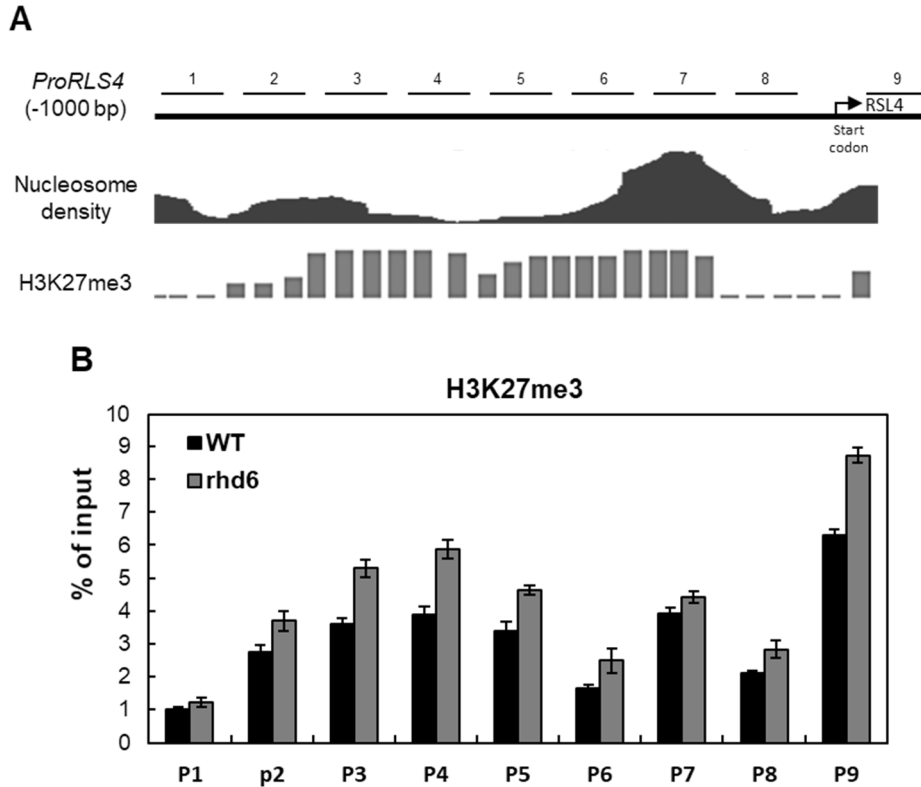 A
1 2 3 4 5 6 7 8 9
ProRLS4
(-1000 bp)
RSL4
Start
codon
Nucleosome
density
H3K27me3
B
H3K27me3
10
9
8
7
6
5
4
3
2
1
0
% of input
WT
rhd6
P1 p2 P3 P4 P5 P6 P7 P8 P9